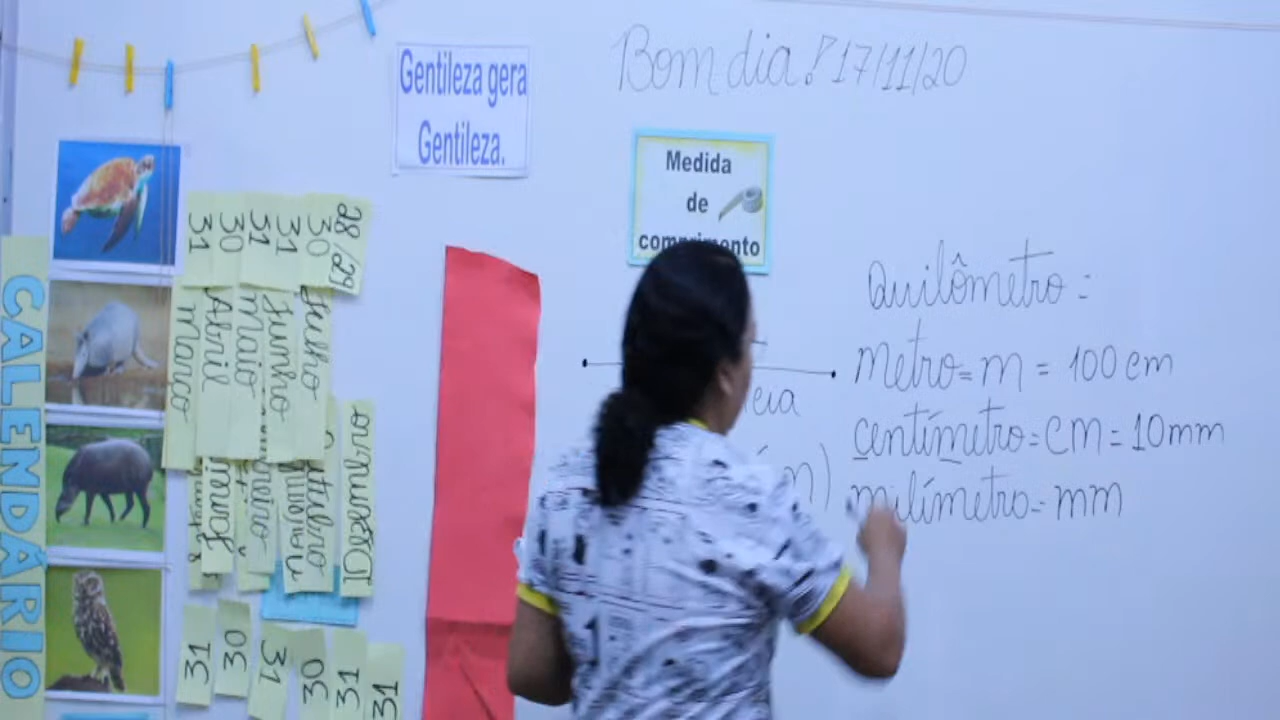 Gentileza gera
Gentileza.
Bom dia! 17/11/20
Medida
de
comprimento
Quilômetro =
Metro = m = 100 cm
centímetro = cm = 10mm
milímetro = mm
CALENDÁRIO
31
30
31
31
30
28/29
Março
Abril
Maio
Junho
Julho
Dezembro
31
30
31
30
31
31